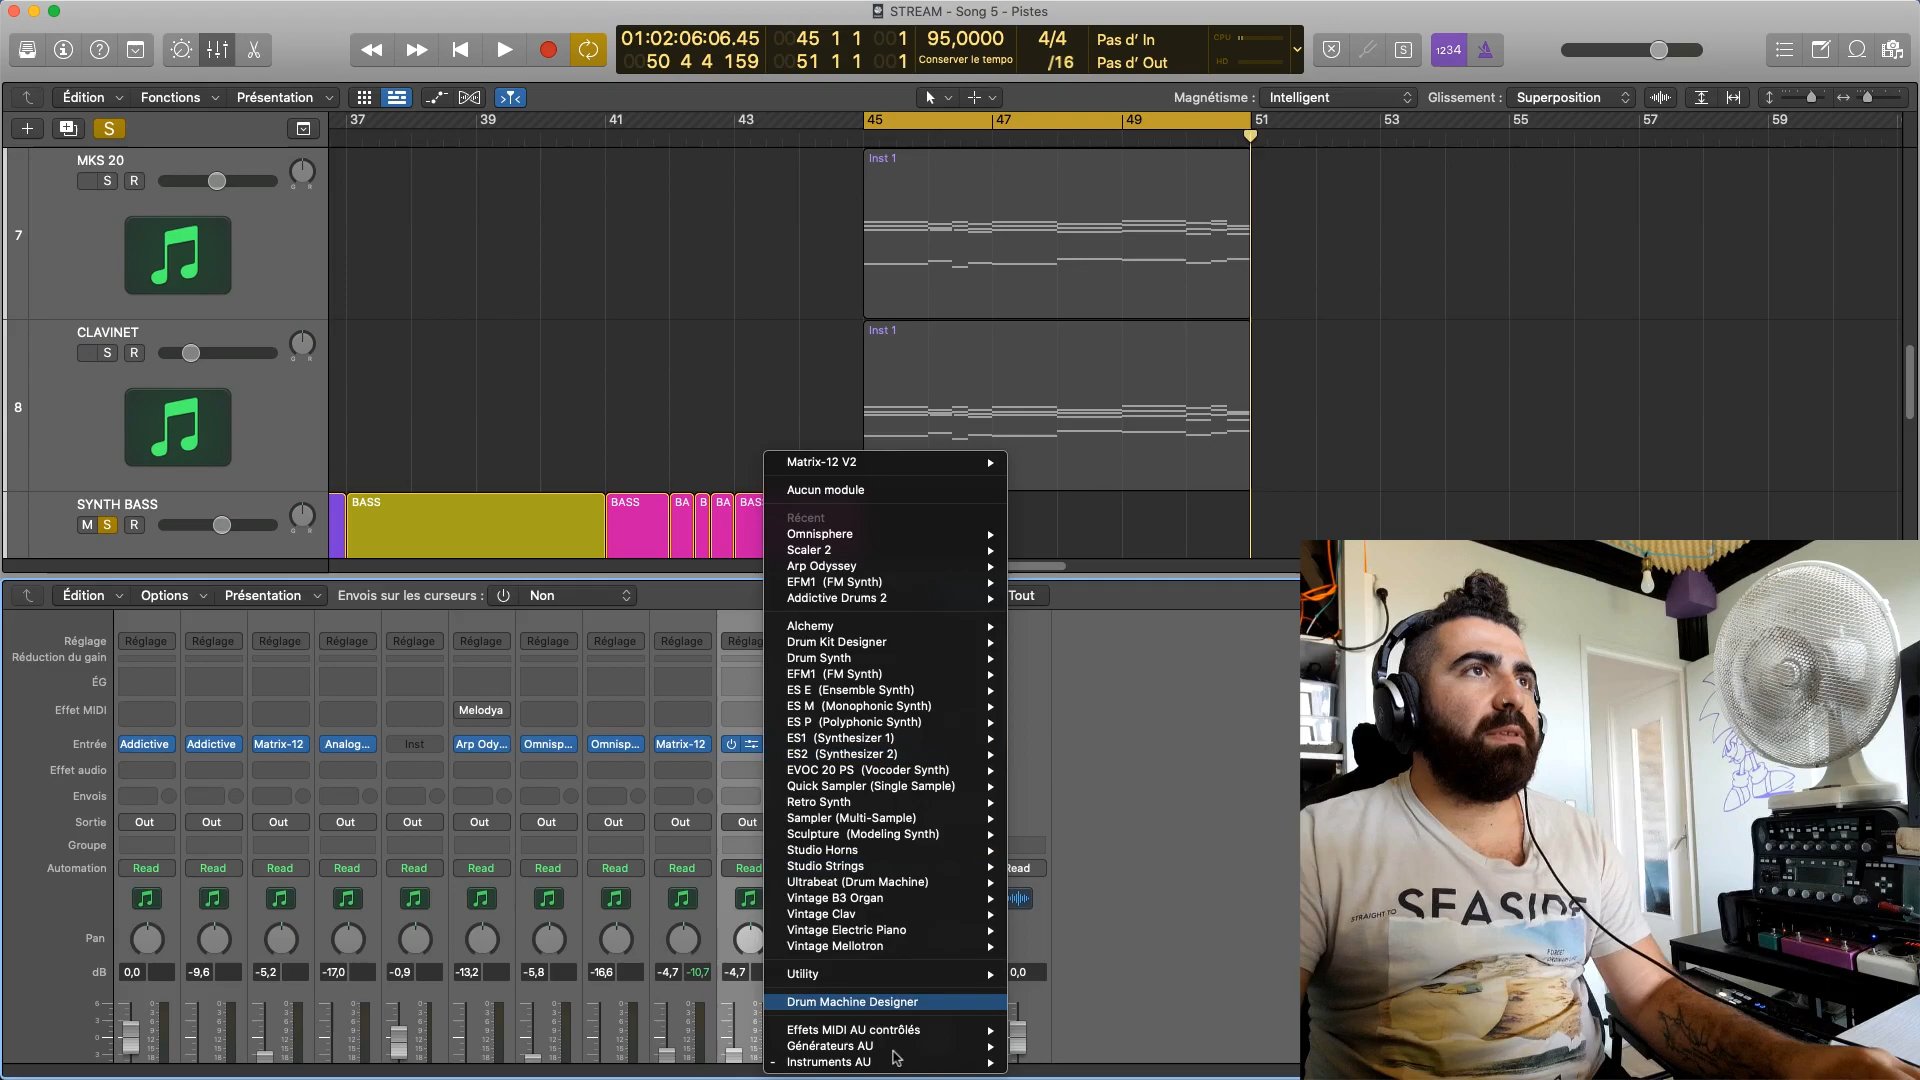 STREAM - Song 5 - Pistes
01:02:06:06.45
0050 4 4 159
0045 1 1 001
0051 1 1 001
95,0000
Conserver le tempo
4/4
/16
Pas d' In
Pas d' Out
CPU
HD
S
1234
Édition
Fonctions
Présentation
Magnétisme :
Intelligent
Glissement :
Superposition
S
37
39
41
43
45
47
49
51
53
55
57
59
MKS 20
S
R
G
R
7
Inst 1
CLAVINET
S
R
G
R
8
Inst 1
SYNTH BASS
M
S
R
G
R
BASS
BASS
BA
B
BA
BAS
Édition
Options
Présentation
Envois sur les curseurs :
Non
Tout
Réglage
Réglage
Réglage
Réglage
Réglage
Réglage
Réglage
Réglage
Réglage
Réglage
Réglag
Réduction du gain
ÉG
Effet MIDI
Melodya
Entrée
Addictive
Addictive
Matrix-12
Analog...
Inst
Arp Ody...
Omnisp...
Omnisp...
Matrix-12
Effet audio
Envois
Sortie
Out
Out
Out
Out
Out
Out
Out
Out
Out
Out
Groupe
Automation
Read
Read
Read
Read
Read
Read
Read
Read
Read
Read
Read
Pan
dB
0,0
-9,6
-5,2
-17,0
-0,9
-13,2
-5,8
-16,6
-4,7
-10,7
-4,7
0,0
Matrix-12 V2
Aucun module
Récent
Omnisphere
Scaler 2
Arp Odyssey
EFM1 (FM Synth)
Addictive Drums 2
Alchemy
Drum Kit Designer
Drum Synth
EFM1 (FM Synth)
ES E (Ensemble Synth)
ES M (Monophonic Synth)
ES P (Polyphonic Synth)
ES1 (Synthesizer 1)
ES2 (Synthesizer 2)
EVOC 20 PS (Vocoder Synth)
Quick Sampler (Single Sample)
Retro Synth
Sampler (Multi-Sample)
Sculpture (Modeling Synth)
Studio Horns
Studio Strings
Ultrabeat (Drum Machine)
Vintage B3 Organ
Vintage Clav
Vintage Electric Piano
Vintage Mellotron
Utility
Drum Machine Designer
Effets MIDI AU contrôlés
Générateurs AU
- Instruments AU
STRAIGHT TO
SEASIDE